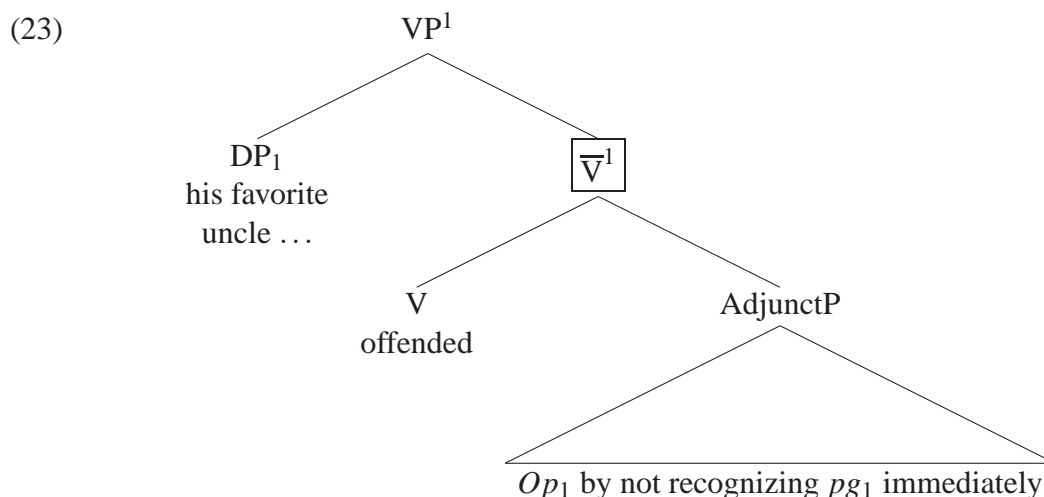 (23) VP¹
DP₁ V̅¹
his favorite
uncle …
V AdjunctP
offended
Op₁ by not recognizing pg₁ immediately